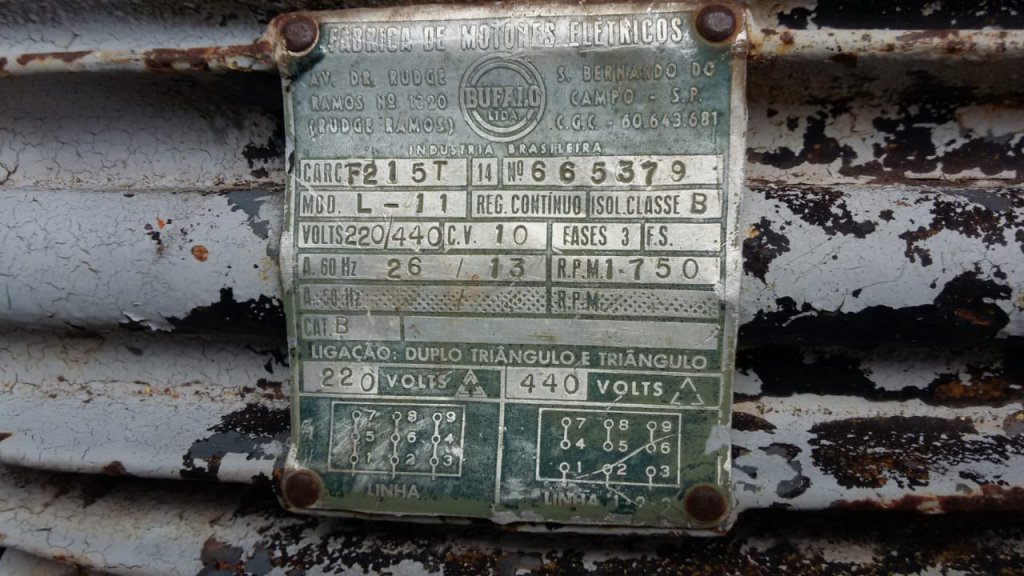 FÁBRICA DE MOTORES ELÉTRICOS
AV. DR. RUDGE
RAMOS Nº 1320
(RUDGE RAMOS)
BUFALO
LTDA
S. BERNARDO DO
CAMPO - S.P.
C.G.C. - 60.643.681
INDUSTRIA BRASILEIRA
CARC F215T 14 Nº 665379
MOD. L-11 REG. CONTÍNUO ISOL. CLASSE B
VOLTS 220/440 C.V. 10 FASES 3 F.S.
A. 60 Hz 26 / 13 R.P.M. 1-750
A. 50 Hz / R.P.M.
CAT. B
LIGAÇÃO: DUPLO TRIÂNGULO E TRIÂNGULO
220 VOLTS 440 VOLTS
7 8 9 7 8 9
5 6 4 4 5 6
1 2 3 1 2 3
LINHA LINHA